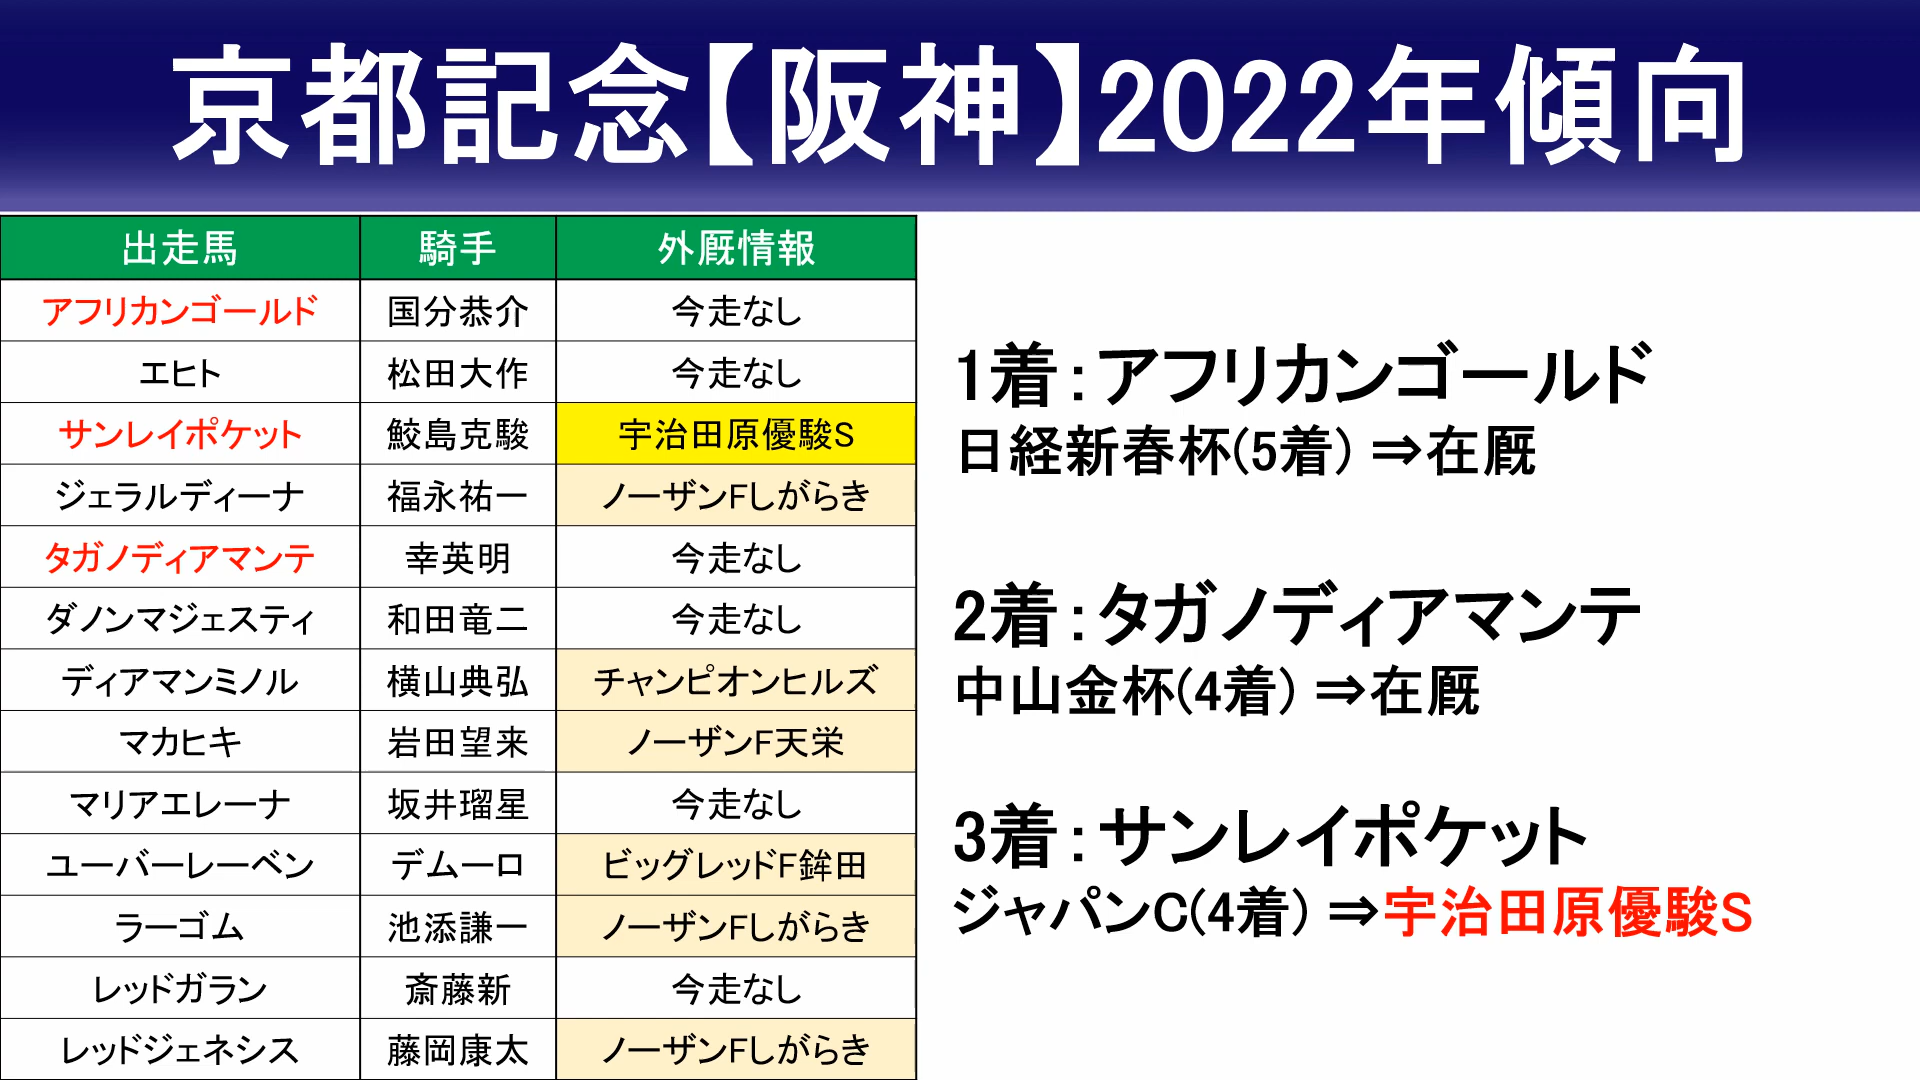 京都記念【阪神】2022年傾向
出走馬 騎手 外厩情報
アフリカンゴールド 国分恭介 今走なし
エヒト 松田大作 今走なし
サンレイポケット 鮫島克駿 宇治田原優駿S
ジェラルディーナ 福永祐一 ノーザンFしがらき
タガノディアマンテ 幸英明 今走なし
ダノンマジェスティ 和田竜二 今走なし
ディアマンミノル 横山典弘 チャンピオンヒルズ
マカヒキ 岩田望来 ノーザンF天栄
マリアエレーナ 坂井瑠星 今走なし
ユーバーレーベン デムーロ ビッグレッドF鉾田
ラーゴム 池添謙一 ノーザンFしがらき
レッドガラン 斎藤新 今走なし
レッドジェネシス 藤岡康太 ノーザンFしがらき
1着：アフリカンゴールド
日経新春杯(5着) ⇒在厩
2着：タガノディアマンテ
中山金杯(4着) ⇒在厩
3着：サンレイポケット
ジャパンC(4着) ⇒宇治田原優駿S